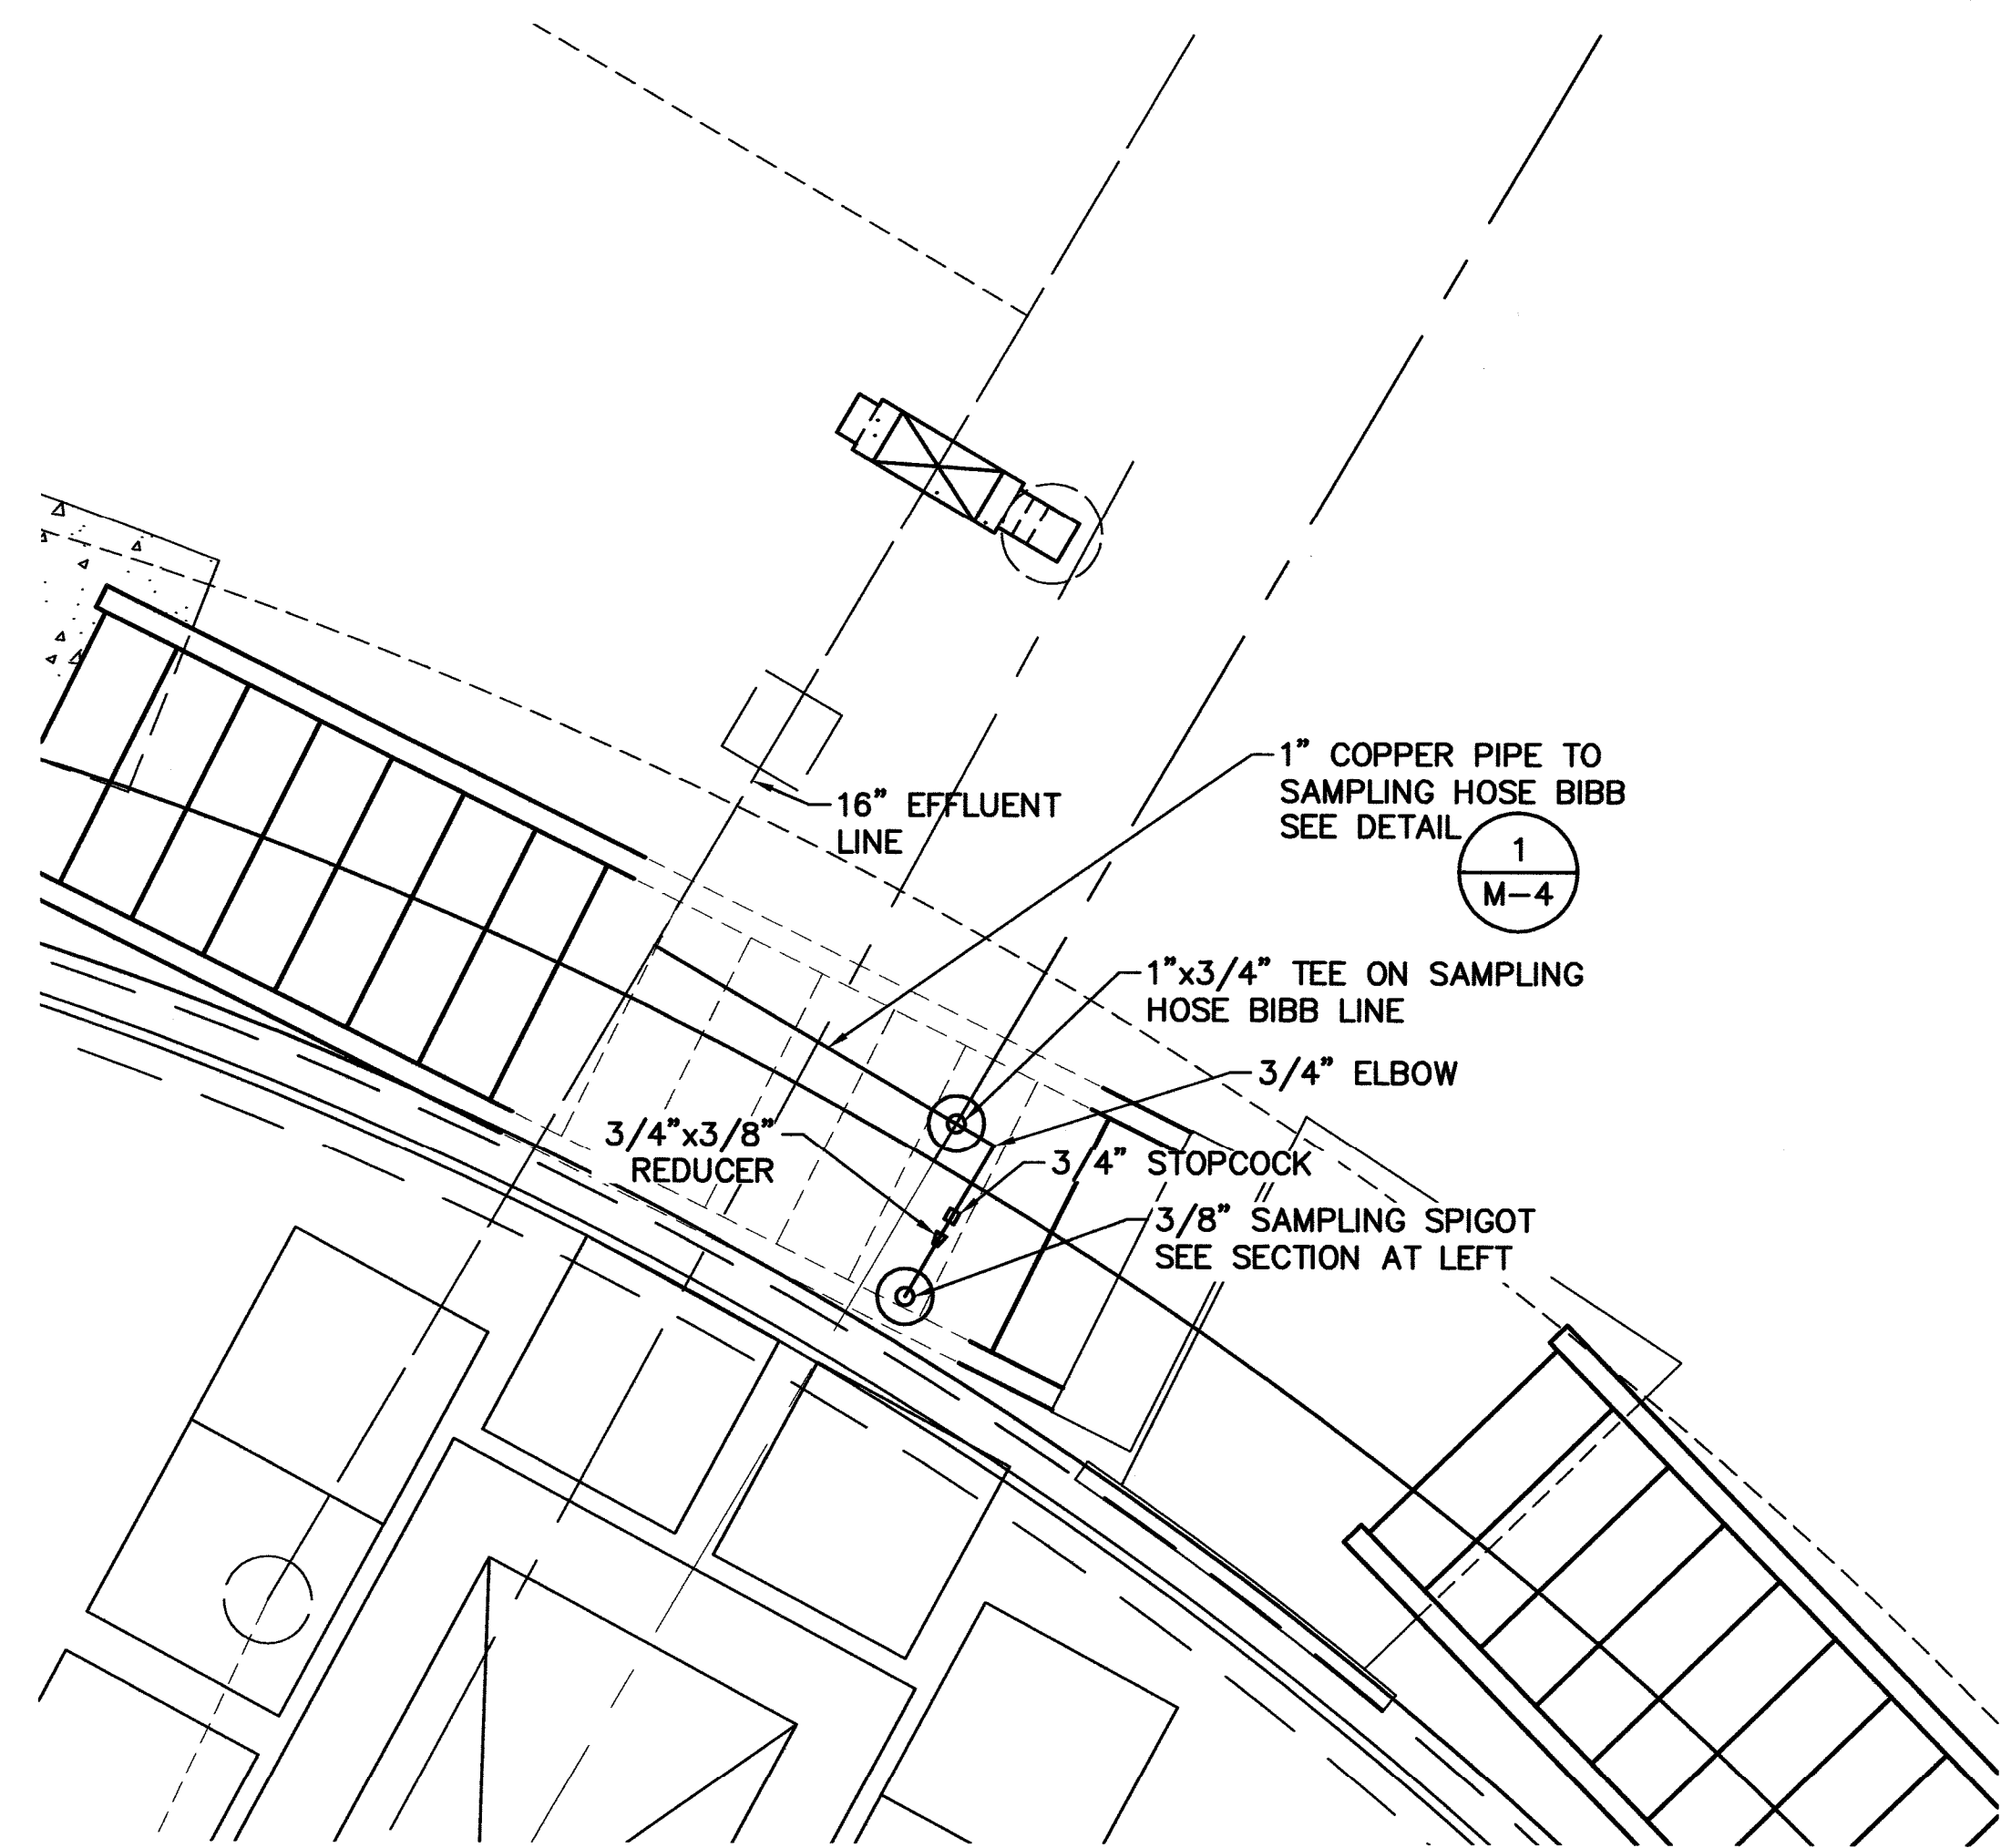 1" COPPER PIPE TO
SAMPLING HOSE BIBB
SEE DETAIL
1
M-4
16" EFFLUENT
LINE
1"x3/4" TEE ON SAMPLING
HOSE BIBB LINE
3/4" ELBOW
3/4"x3/8"
REDUCER
3/4" STOPCOCK
3/8" SAMPLING SPIGOT
SEE SECTION AT LEFT